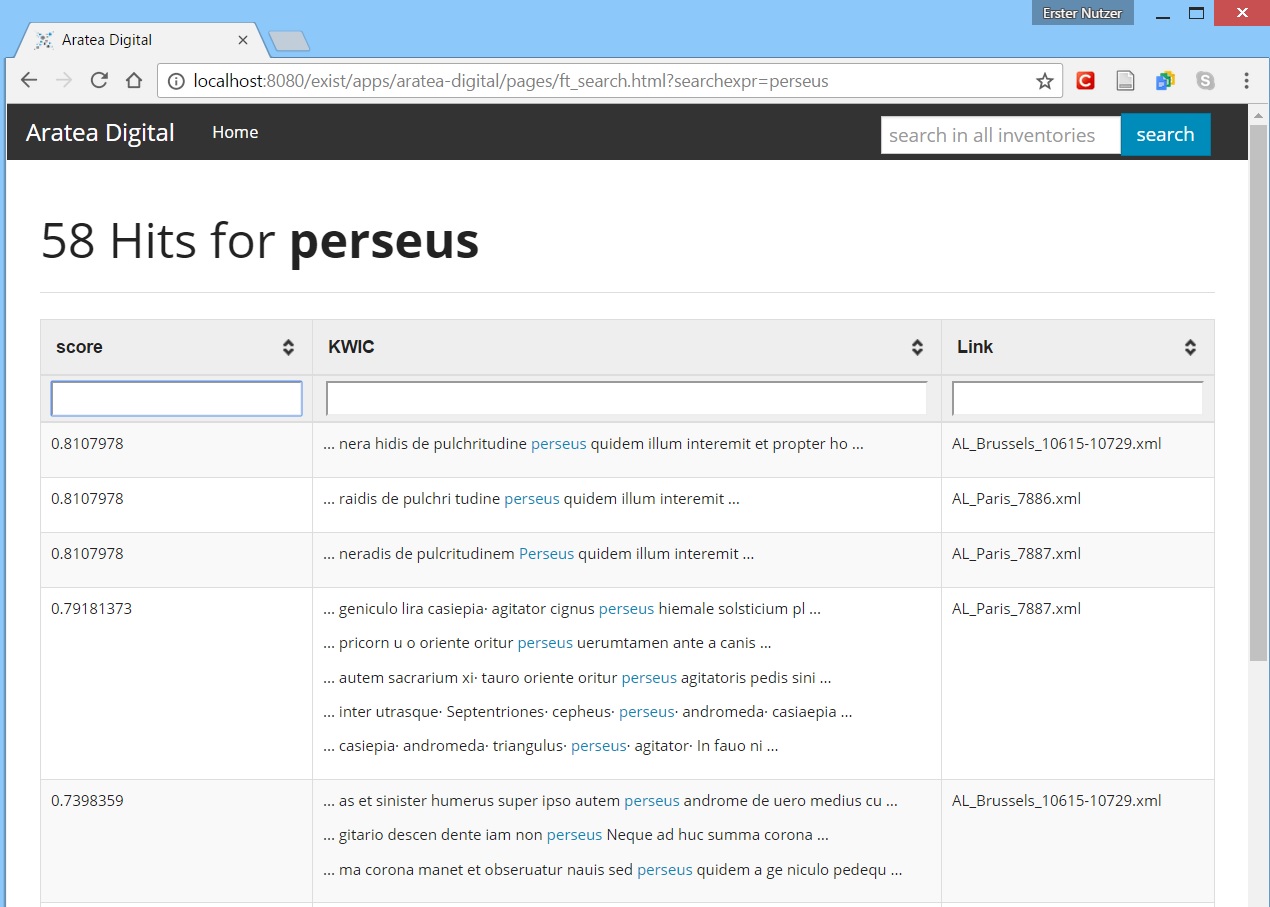 Erster Nutzer
Aratea Digital
localhost:8080/exist/apps/aratea-digital/pages/ft_search.html?searchexpr=perseus
Aratea Digital Home search in all inventories search
58 Hits for perseus
score KWIC Link
0.8107978 ... nera hidis de pulchritudine perseus quidem illum interemit et propter ho ... AL_Brussels_10615-10729.xml
0.8107978 ... raidis de pulchri tudine perseus quidem illum interemit ... AL_Paris_7886.xml
0.8107978 ... neradis de pulcritudinem Perseus quidem illum interemit ... AL_Paris_7887.xml
0.79181373 ... geniculo lira casiepia· agitator cignus perseus hiemale solsticium pl ... AL_Paris_7887.xml
... pricorn u o oriente oritur perseus uerumtamen ante a canis ...
... autem sacrarium xi· tauro oriente oritur perseus agitatoris pedis sini ...
... inter utrasque· Septentriones· cepheus· perseus· andromeda· casiaepia ...
... casiepia· andromeda· triangulus· perseus· agitator· In fauo ni ...
0.7398359 ... as et sinister humerus super ipso autem perseus androme de uero medius cu ... AL_Brussels_10615-10729.xml
... gitario descen dente iam non perseus Neque ad huc summa corona ...
... ma corona manet et obseruatur nauis sed perseus quidem a ge niculo pedequ ...